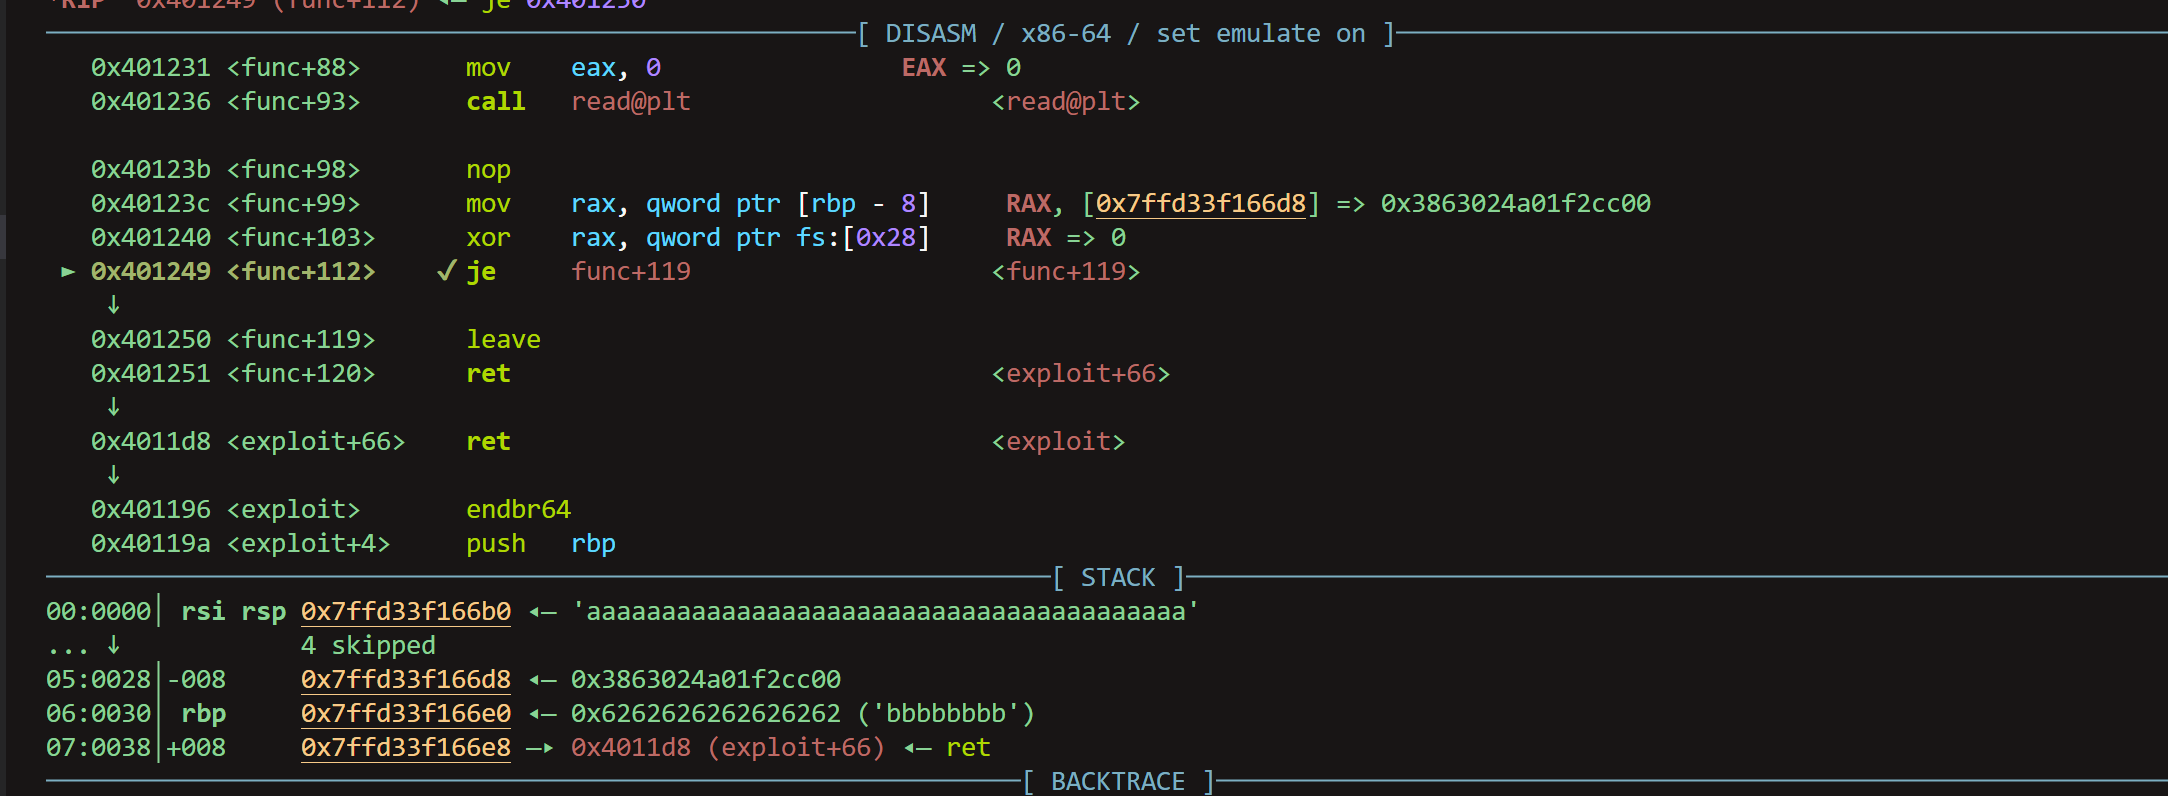 *RIP  0x401249 (func+112) ◂— je 0x401250
[ DISASM / x86-64 / set emulate on ]
0x401231 <func+88> mov eax, 0 EAX => 0
0x401236 <func+93> call read@plt <read@plt>
0x40123b <func+98> nop
0x40123c <func+99> mov rax, qword ptr [rbp - 8] RAX, [0x7ffd33f166d8] => 0x3863024a01f2cc00
0x401240 <func+103> xor rax, qword ptr fs:[0x28] RAX => 0
► 0x401249 <func+112> ✓ je func+119 <func+119>
↓
0x401250 <func+119> leave
0x401251 <func+120> ret <exploit+66>
↓
0x4011d8 <exploit+66> ret <exploit>
↓
0x401196 <exploit> endbr64
0x40119a <exploit+4> push rbp
[ STACK ]
00:0000│ rsi rsp 0x7ffd33f166b0 ◂— 'aaaaaaaaaaaaaaaaaaaaaaaaaaaaaaaaaaaaaaaa'
... ↓ 4 skipped
05:0028│-008 0x7ffd33f166d8 ◂— 0x3863024a01f2cc00
06:0030│ rbp 0x7ffd33f166e0 ◂— 0x6262626262626262 ('bbbbbbbb')
07:0038│+008 0x7ffd33f166e8 —▸ 0x4011d8 (exploit+66) ◂— ret
[ BACKTRACE ]